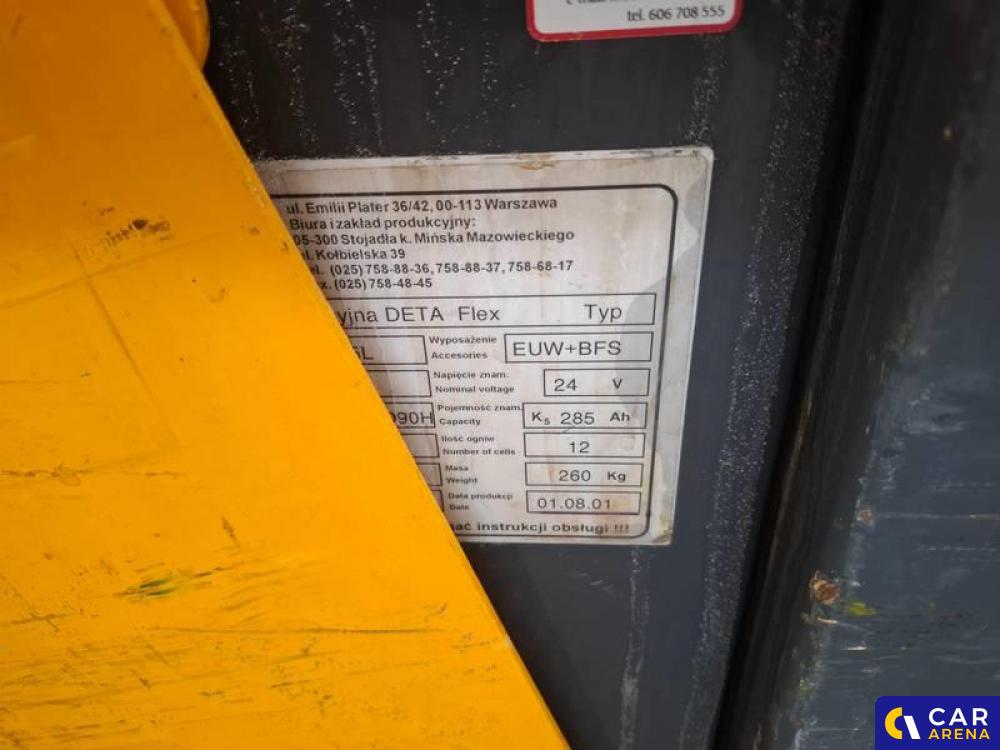 tel. 606 708 555
ul. Emilii Plater 36/42, 00-113 Warszawa
Biura i zakład produkcyjny:
05-300 Stojadła k. Mińska Mazowieckiego
ul. Kołbielska 39
tel. (025) 758-88-36, 758-88-37, 758-68-17
(025) 758-48-45
DETA Flex Typ
Wyposażenie
Accesories
EUW+BFS
Napięcie znam.
Nominal voltage
24 V
Pojemność znam.
Capacity
K5 285 Ah
Ilość ogniw
Number of cells
12
Masa
Weight
260 Kg
Data produkcji
Date
01.08.01
instrukcji obsługi !!!
CAR
ARENA